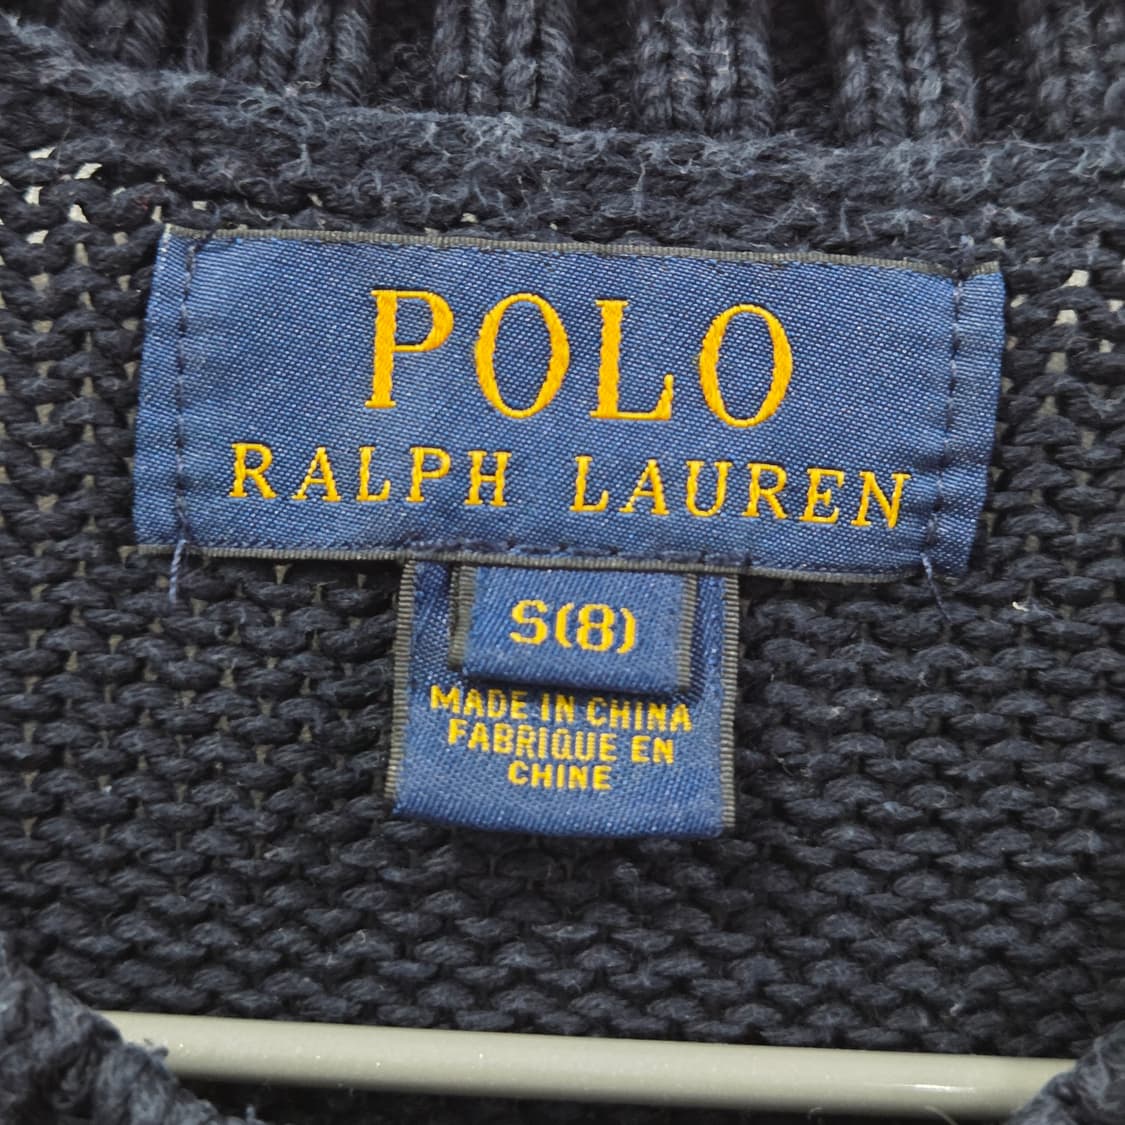 POLO
RALPH LAUREN
S(8)
MADE IN CHINA
FABRIQUE EN
CHINE